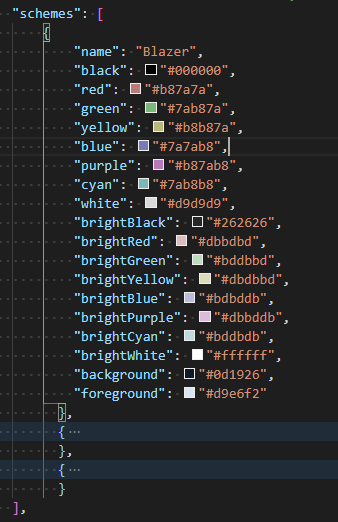 "schemes": [
{
"name": "Blazer",
"black": "#000000",
"red": "#b87a7a",
"green": "#7ab87a",
"yellow": "#b8b87a",
"blue": "#7a7ab8",
"purple": "#b87ab8",
"cyan": "#7ab8b8",
"white": "#d9d9d9",
"brightBlack": "#262626",
"brightRed": "#dbbdbd",
"brightGreen": "#bddbbd",
"brightYellow": "#dbdbbd",
"brightBlue": "#bdbddb",
"brightPurple": "#dbbddb",
"brightCyan": "#bddbdb",
"brightWhite": "#ffffff",
"background": "#0d1926",
"foreground": "#d9e6f2"
},
{ ⋯
},
{ ⋯
}
],